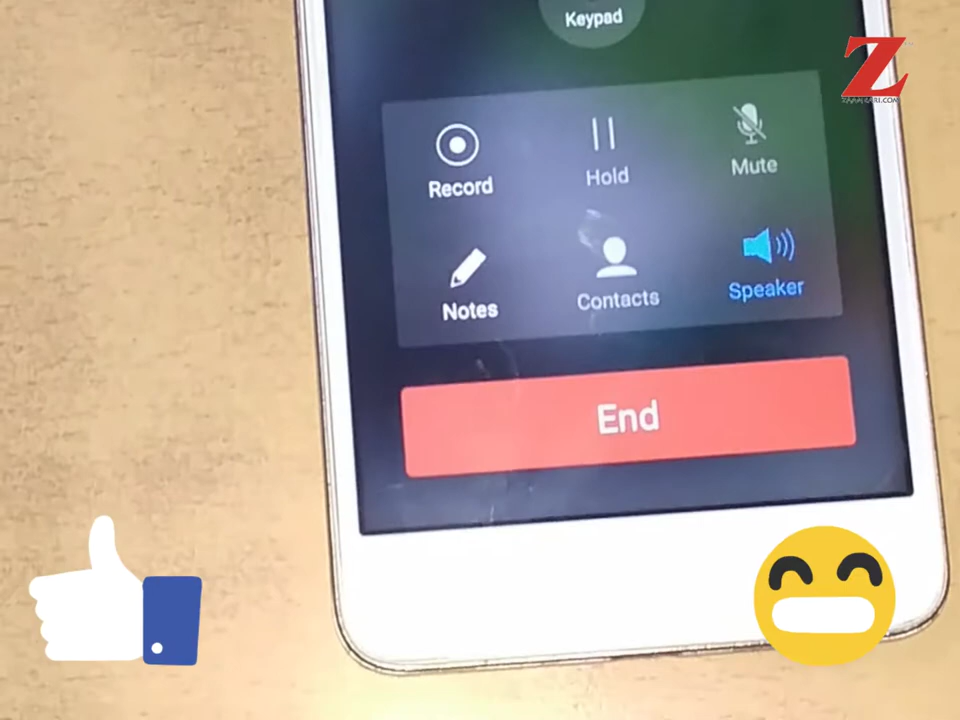 Keypad
Z
Record
Hold
Mute
Notes
Contacts
Speaker
End